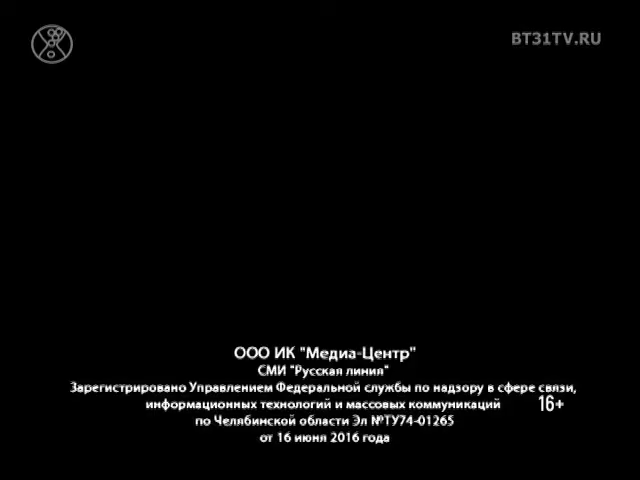 BT31TV.RU
ООО ИК "Медиа-Центр"
СМИ "Русская линия"
Зарегистрировано Управлением Федеральной службы по надзору в сфере связи,
информационных технологий и массовых коммуникаций
16+
по Челябинской области Эл №ТУ74-01265
от 16 июня 2016 года